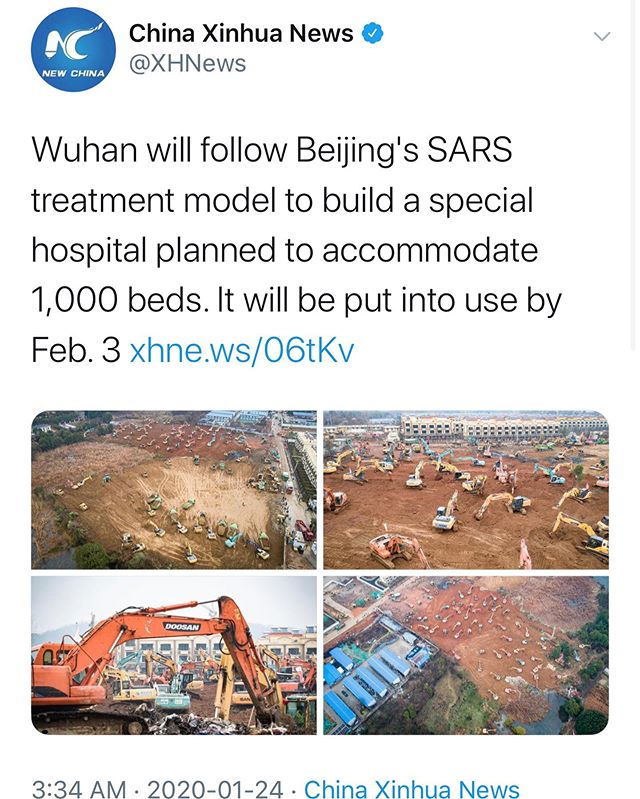 NEW CHINA
China Xinhua News
@XHNews
Wuhan will follow Beijing's SARS
treatment model to build a special
hospital planned to accommodate
1,000 beds. It will be put into use by
Feb. 3 xhne.ws/06tKv
DOOSAN
3:34 AM · 2020-01-24 · China Xinhua News